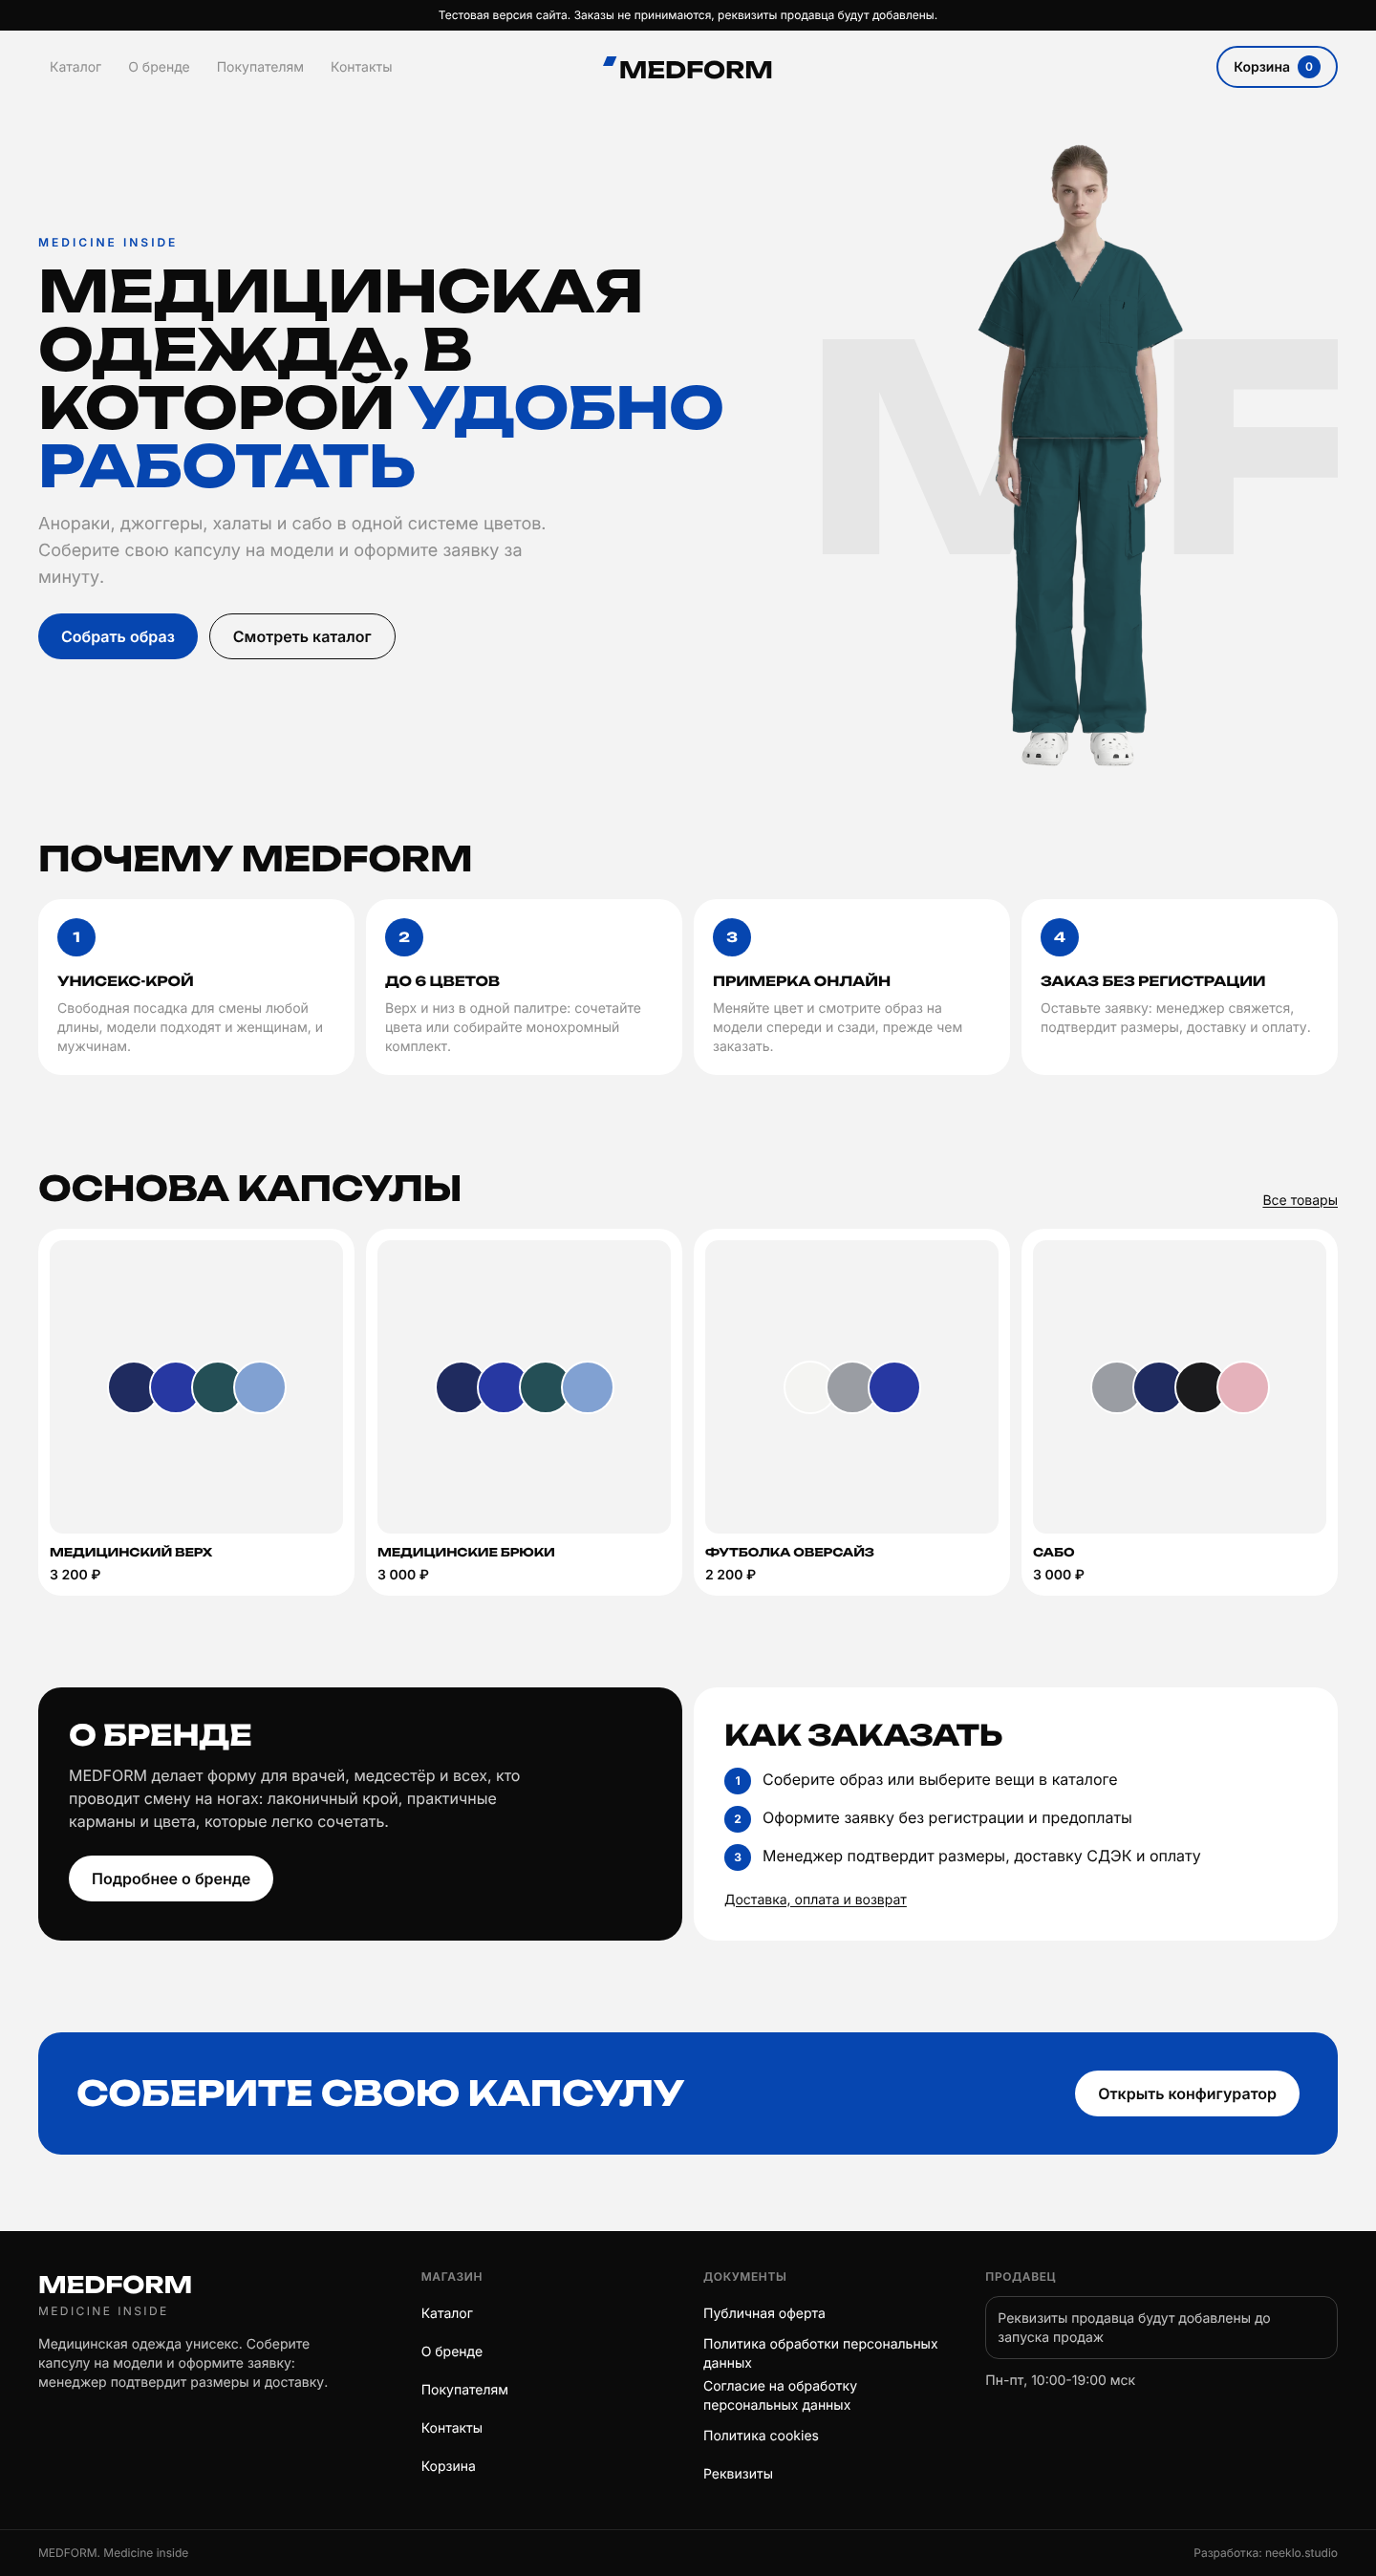 Тестовая версия сайта. Заказы не принимаются, реквизиты продавца будут добавлены.
Каталог
О бренде
Покупателям
Контакты
MEDFORM
Корзина 0
MEDICINE INSIDE
МЕДИЦИНСКАЯ
ОДЕЖДА, В
КОТОРОЙ УДОБНО
РАБОТАТЬ
Анораки, джоггеры, халаты и сабо в одной системе цветов.
Соберите свою капсулу на модели и оформите заявку за
минуту.
Собрать образ
Смотреть каталог
MF
ПОЧЕМУ MEDFORM
1
УНИСЕКС-КРОЙ
Свободная посадка для смены любой
длины, модели подходят и женщинам, и
мужчинам.
2
ДО 6 ЦВЕТОВ
Верх и низ в одной палитре: сочетайте
цвета или собирайте монохромный
комплект.
3
ПРИМЕРКА ОНЛАЙН
Меняйте цвет и смотрите образ на
модели спереди и сзади, прежде чем
заказать.
4
ЗАКАЗ БЕЗ РЕГИСТРАЦИИ
Оставьте заявку: менеджер свяжется,
подтвердит размеры, доставку и оплату.
ОСНОВА КАПСУЛЫ
Все товары
МЕДИЦИНСКИЙ ВЕРХ
3 200 ₽
МЕДИЦИНСКИЕ БРЮКИ
3 000 ₽
ФУТБОЛКА ОВЕРСАЙЗ
2 200 ₽
САБО
3 000 ₽
О БРЕНДЕ
MEDFORM делает форму для врачей, медсестёр и всех, кто
проводит смену на ногах: лаконичный крой, практичные
карманы и цвета, которые легко сочетать.
Подробнее о бренде
КАК ЗАКАЗАТЬ
1 Соберите образ или выберите вещи в каталоге
2 Оформите заявку без регистрации и предоплаты
3 Менеджер подтвердит размеры, доставку СДЭК и оплату
Доставка, оплата и возврат
СОБЕРИТЕ СВОЮ КАПСУЛУ
Открыть конфигуратор
MEDFORM
MEDICINE INSIDE
Медицинская одежда унисекс. Соберите
капсулу на модели и оформите заявку:
менеджер подтвердит размеры и доставку.
МАГАЗИН
Каталог
О бренде
Покупателям
Контакты
Корзина
ДОКУМЕНТЫ
Публичная оферта
Политика обработки персональных
данных
Согласие на обработку
персональных данных
Политика cookies
Реквизиты
ПРОДАВЕЦ
Реквизиты продавца будут добавлены до
запуска продаж
Пн-пт, 10:00-19:00 мск
MEDFORM. Medicine inside
Разработка: neeklo.studio